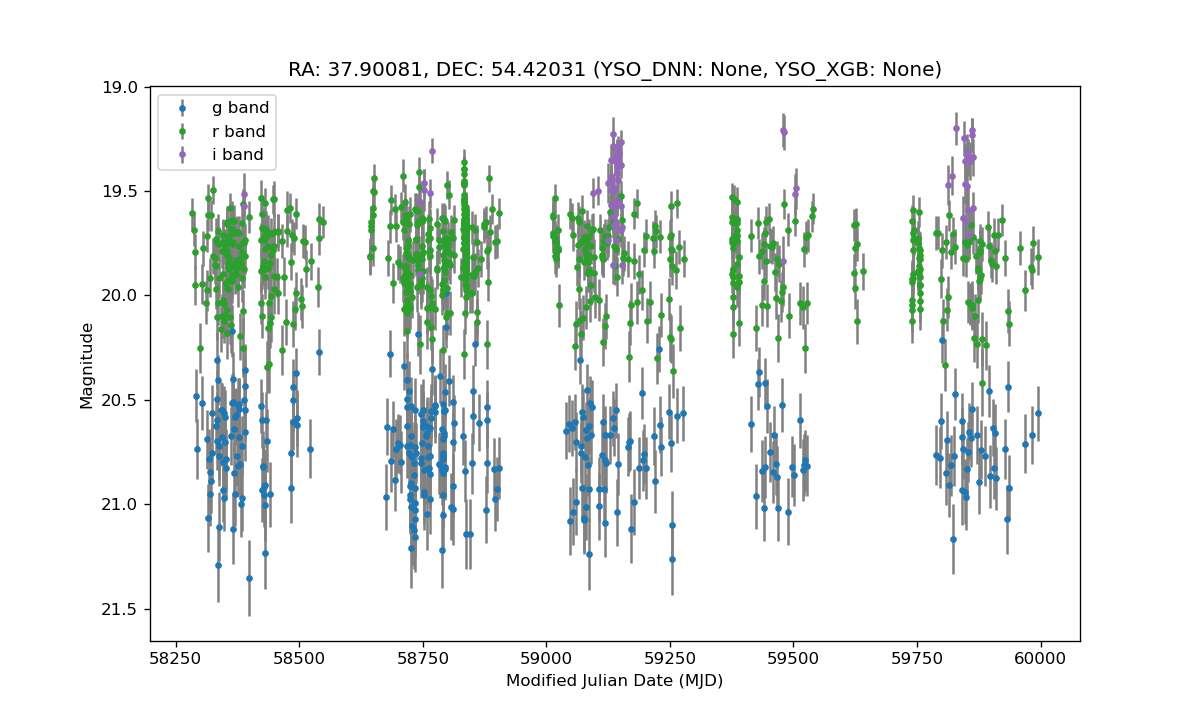 RA: 37.90081, DEC: 54.42031 (YSO_DNN: None, YSO_XGB: None)
g band
r band
i band
19.0
19.5
20.0
20.5
21.0
21.5
Magnitude
58250 58500 58750 59000 59250 59500 59750 60000
Modified Julian Date (MJD)